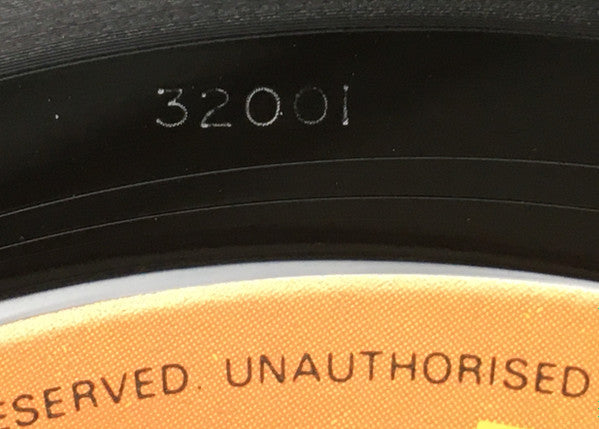 32001
ESERVED. UNAUTHORISED